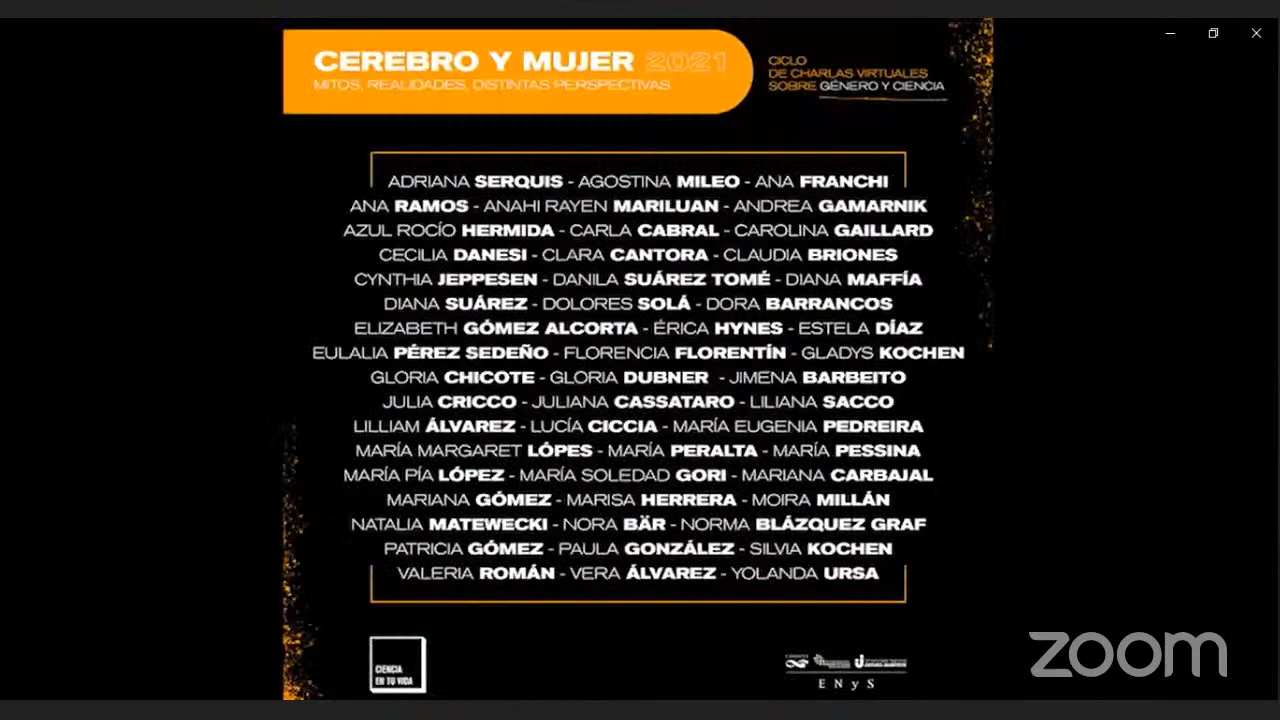 CEREBRO Y MUJER 2021
MITOS, REALIDADES, DISTINTAS PERSPECTIVAS
CICLO
DE CHARLAS VIRTUALES
SOBRE GÉNERO Y CIENCIA
ADRIANA SERQUIS - AGOSTINA MILEO - ANA FRANCHI
ANA RAMOS - ANAHI RAYEN MARILUAN - ANDREA GAMARNIK
AZUL ROCÍO HERMIDA - CARLA CABRAL - CAROLINA GAILLARD
CECILIA DANESI - CLARA CANTORA - CLAUDIA BRIONES
CYNTHIA JEPPESEN - DANILA SUÁREZ TOMÉ - DIANA MAFFÍA
DIANA SUÁREZ - DOLORES SOLÁ - DORA BARRANCOS
ELIZABETH GÓMEZ ALCORTA - ÉRICA HYNES - ESTELA DÍAZ
EULALIA PÉREZ SEDEÑO - FLORENCIA FLORENTÍN - GLADYS KOCHEN
GLORIA CHICOTE - GLORIA DUBNER - JIMENA BARBEITO
JULIA CRICCO - JULIANA CASSATARO - LILIANA SACCO
LILLIAM ÁLVAREZ - LUCÍA CICCIA - MARÍA EUGENIA PEDREIRA
MARÍA MARGARET LÓPES - MARÍA PERALTA - MARÍA PESSINA
MARÍA PÍA LÓPEZ - MARÍA SOLEDAD GORI - MARIANA CARBAJAL
MARIANA GÓMEZ - MARISA HERRERA - MOIRA MILLÁN
NATALIA MATEWECKI - NORA BÄR - NORMA BLÁZQUEZ GRAF
PATRICIA GÓMEZ - PAULA GONZÁLEZ - SILVIA KOCHEN
VALERIA ROMÁN - VERA ÁLVAREZ - YOLANDA URSA
CIENCIA
EN TU VIDA
ENyS
zoom